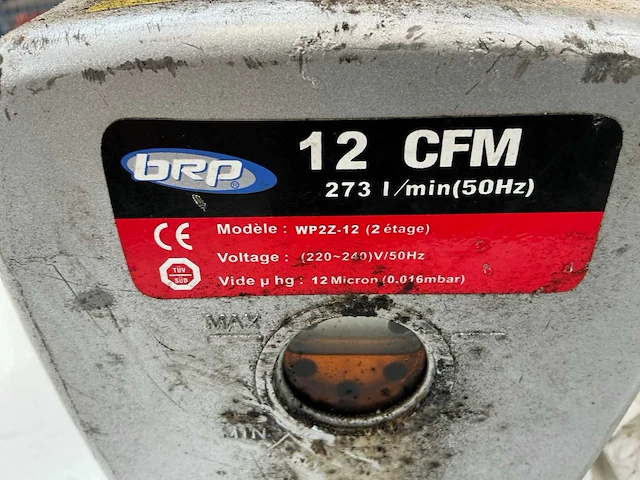 brp ®
12 CFM
273 l/min(50Hz)
CE
Modèle : WP2Z-12 (2 étage)
TÜV
SÜD
Voltage : (220~240)V/50Hz
Vide µ hg : 12 Micron (0.016mbar)
MAX
MIN